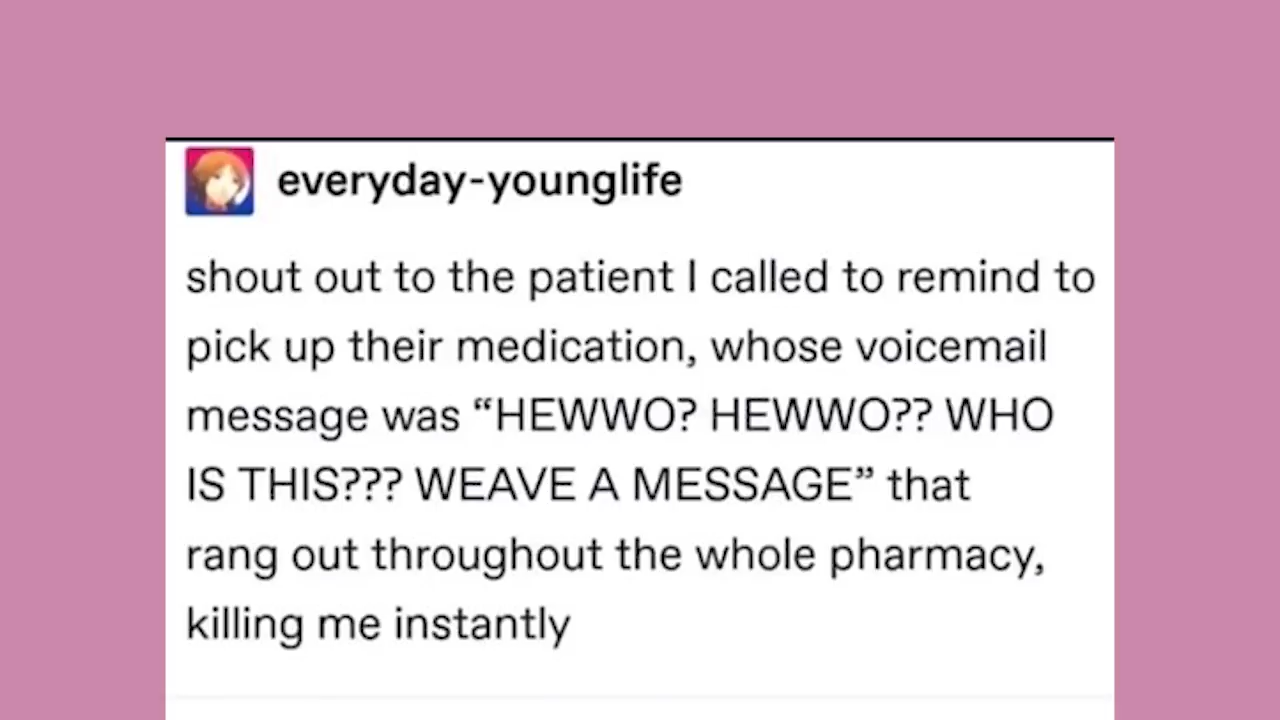 everyday-younglife
shout out to the patient I called to remind to
pick up their medication, whose voicemail
message was “HEWWO? HEWWO?? WHO
IS THIS??? WEAVE A MESSAGE” that
rang out throughout the whole pharmacy,
killing me instantly